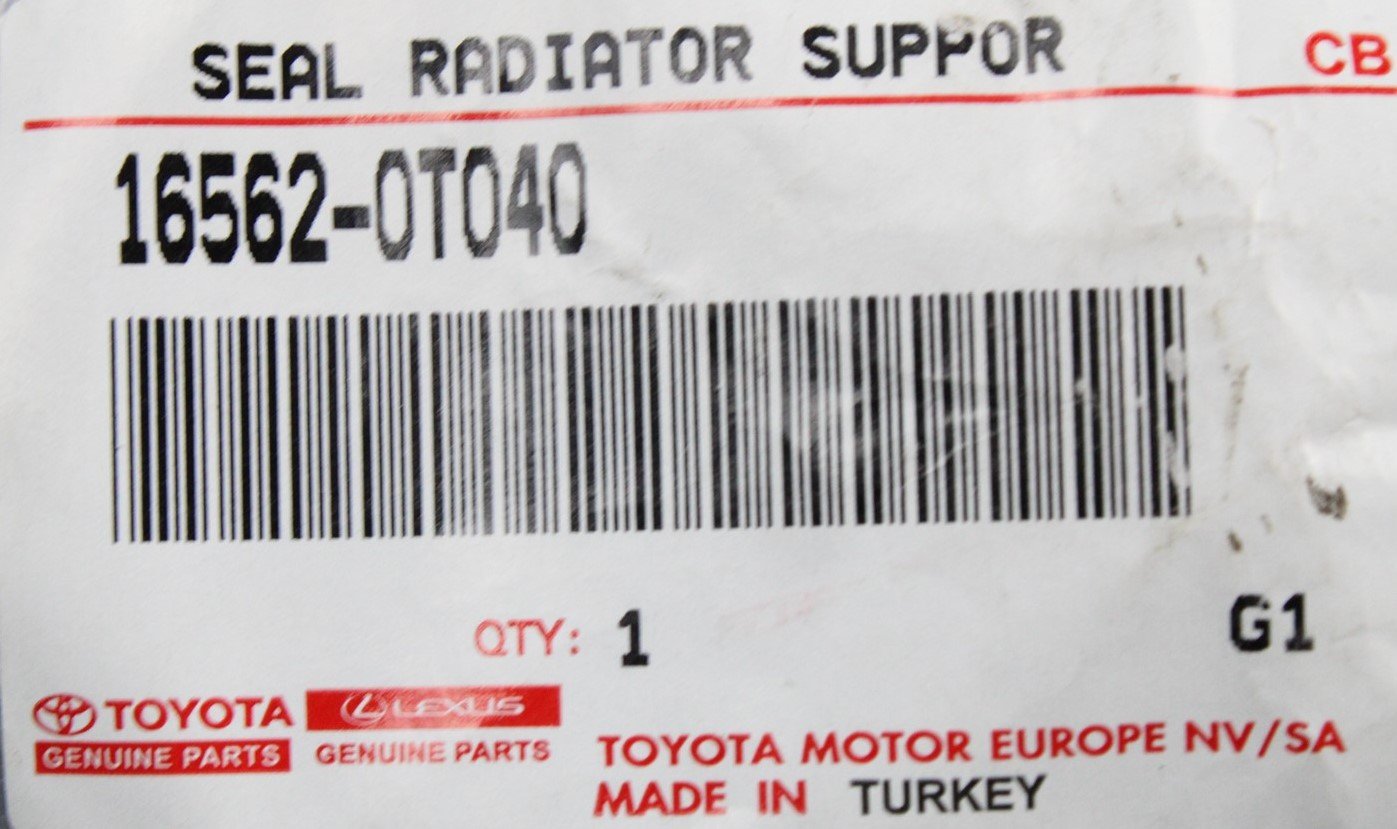 SEAL RADIATOR SUPPOR
CB
16562-0T040
QTY: 1
G1
TOYOTA
GENUINE PARTS
LEXUS
GENUINE PARTS
TOYOTA MOTOR EUROPE NV/SA
MADE IN TURKEY